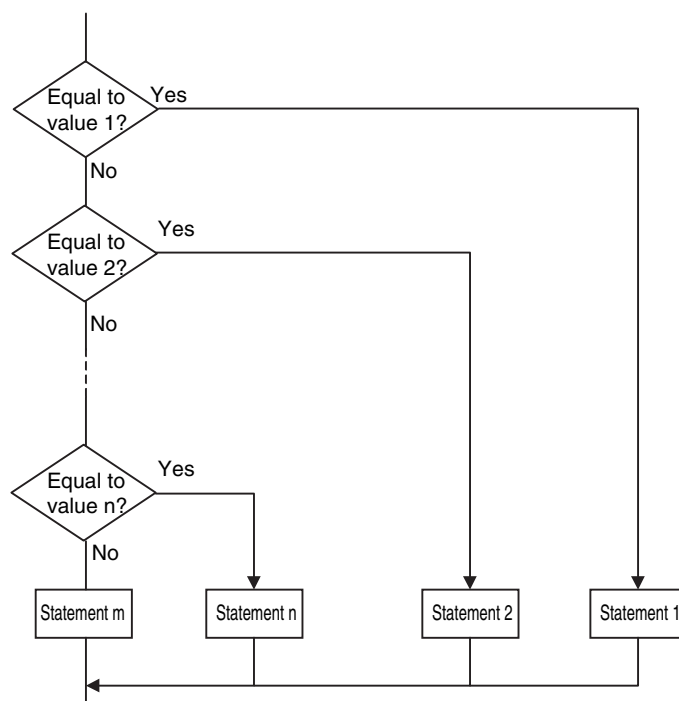 Equal to
value 1?
Yes
No
Equal to
value 2?
Yes
No
Equal to
value n?
Yes
No
Statement m
Statement n
Statement 2
Statement 1